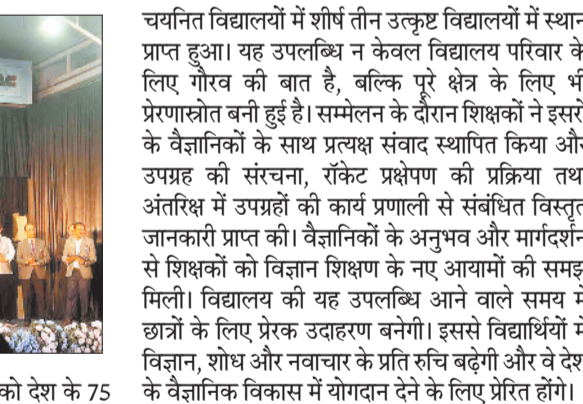 चयनित विद्यालयों में शीर्ष तीन उत्कृष्ट विद्यालयों में स्थान
प्राप्त हुआ। यह उपलब्धि न केवल विद्यालय परिवार के
लिए गौरव की बात है, बल्कि पूरे क्षेत्र के लिए भी
प्रेरणास्रोत बनी हुई है। सम्मेलन के दौरान शिक्षकों ने इसरो
के वैज्ञानिकों के साथ प्रत्यक्ष संवाद स्थापित किया और
उपग्रह की संरचना, रॉकेट प्रक्षेपण की प्रक्रिया तथा
अंतरिक्ष में उपग्रहों की कार्य प्रणाली से संबंधित विस्तृत
जानकारी प्राप्त की। वैज्ञानिकों के अनुभव और मार्गदर्शन
से शिक्षकों को विज्ञान शिक्षण के नए आयामों की समझ
मिली। विद्यालय की यह उपलब्धि आने वाले समय में
छात्रों के लिए प्रेरक उदाहरण बनेगी। इससे विद्यार्थियों में
विज्ञान, शोध और नवाचार के प्रति रुचि बढ़ेगी और वे देश
के वैज्ञानिक विकास में योगदान देने के लिए प्रेरित होंगे।
को देश के 75